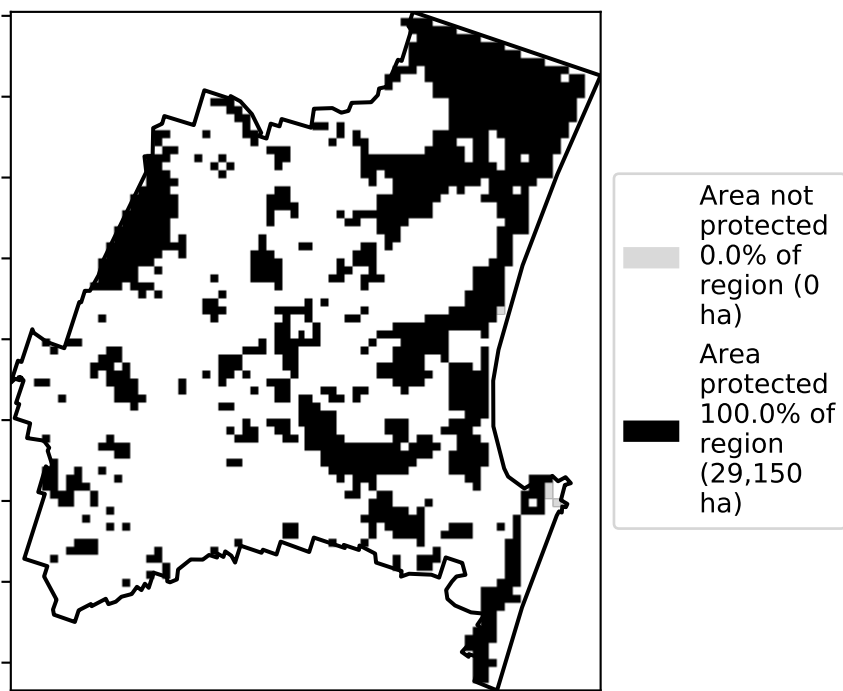 Area not
protected
0.0% of
region (0
ha)
Area
protected
100.0% of
region
(29,150
ha)